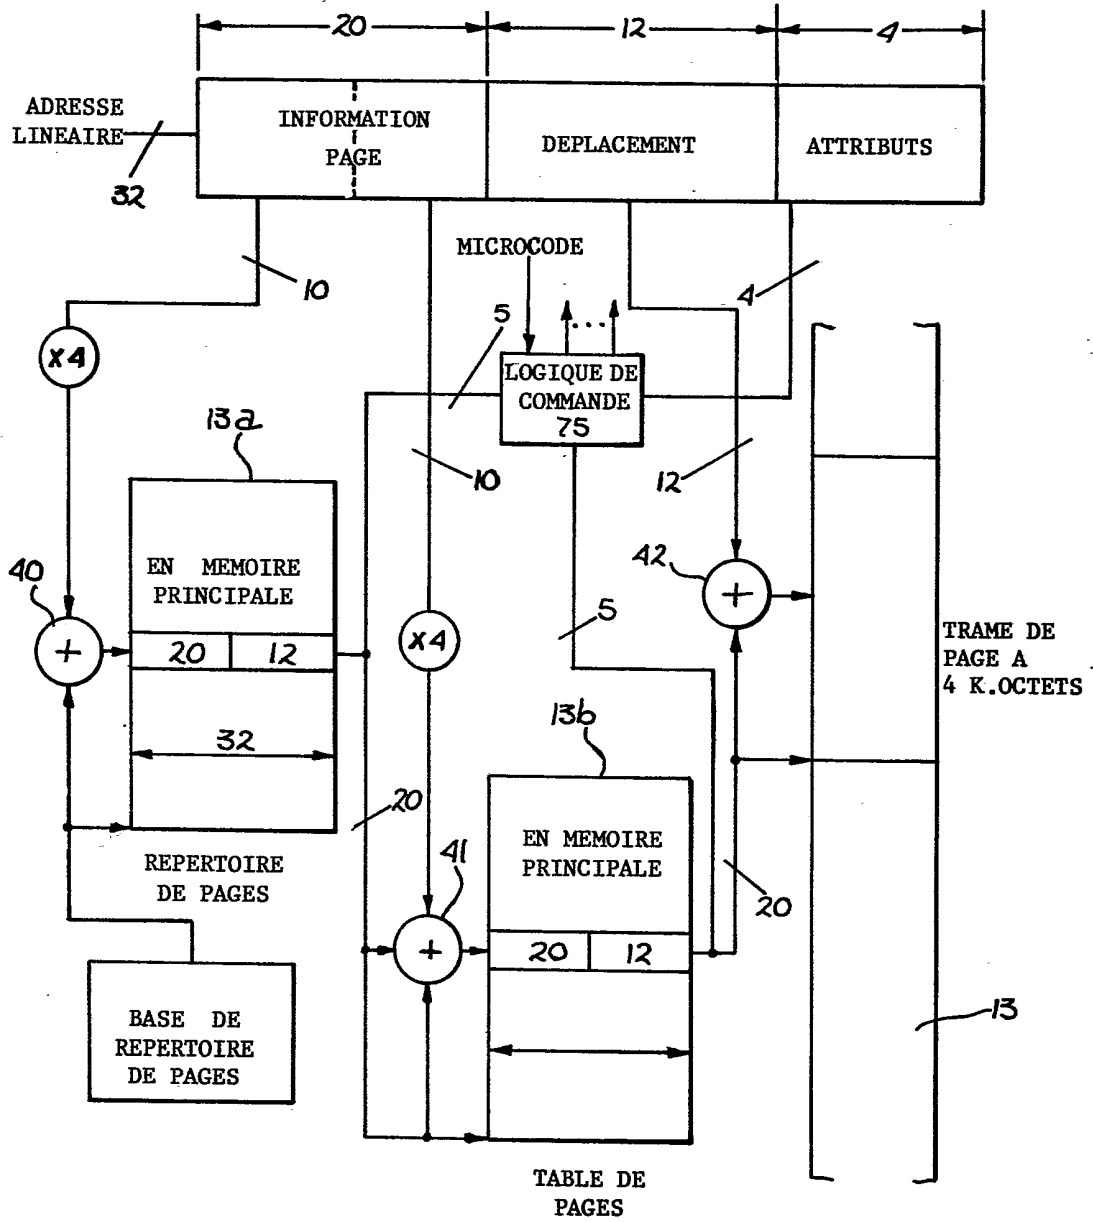 20 12 4
ADRESSE
LINEAIRE
32
INFORMATION
PAGE
DEPLACEMENT
ATTRIBUTS
10
MICROCODE
4
5
X4
LOGIQUE DE
COMMANDE
75
13a
10
12
EN MEMOIRE
PRINCIPALE
40
42
20 12
X4
5
TRAME DE
PAGE A
4 K.OCTETS
32
13b
20
EN MEMOIRE
PRINCIPALE
REPERTOIRE
DE PAGES
41
20
20 12
BASE DE
REPERTOIRE
DE PAGES
13
TABLE DE
PAGES